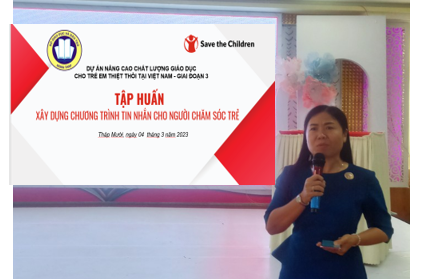 Save the Children
DỰ ÁN NÂNG CAO CHẤT LƯỢNG GIÁO DỤC
CHO TRẺ EM THIỆT THÒI TẠI VIỆT NAM - GIAI ĐOẠN 3
TẬP HUẤN
XÂY DỰNG CHƯƠNG TRÌNH TIN NHẮN CHO NGƯỜI CHĂM SÓC TRẺ
Tháp Mười, ngày 04 tháng 3 năm 2023